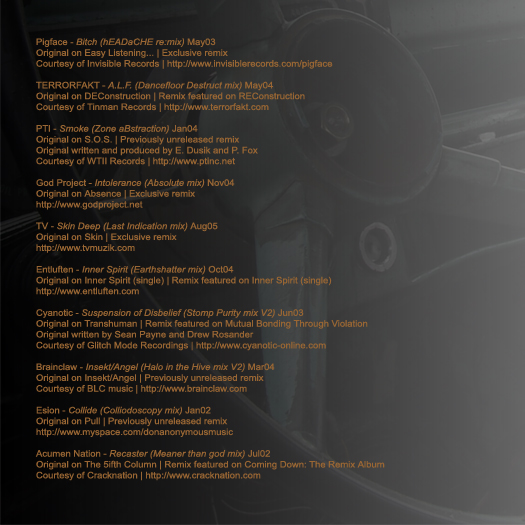 Pigface - Bitch (hEADaCHE re:mix) May03
Original on Easy Listening... | Exclusive remix
Courtesy of Invisible Records | http://www.invisiblerecords.com/pigface
TERRORFAKT - A.L.F. (Dancefloor Destruct mix) May04
Original on DEConstruction | Remix featured on REConstruction
Courtesy of Tinman Records | http://www.terrorfakt.com
PTI - Smoke (Zone aBstraction) Jan04
Original on S.O.S. | Previously unreleased remix
Original written and produced by E. Dusik and P. Fox
Courtesy of WTII Records | http://www.ptinc.net
God Project - Intolerance (Absolute mix) Nov04
Original on Absence | Exclusive remix
http://www.godproject.net
TV - Skin Deep (Last Indication mix) Aug05
Original on Skin | Exclusive remix
http://www.tvmuzik.com
Entluften - Inner Spirit (Earthshatter mix) Oct04
Original on Inner Spirit (single) | Remix featured on Inner Spirit (single)
http://www.entluften.com
Cyanotic - Suspension of Disbelief (Stomp Purity mix V2) Jun03
Original on Transhuman | Remix featured on Mutual Bonding Through Violation
Original written by Sean Payne and Drew Rosander
Courtesy of Glitch Mode Recordings | http://www.cyanotic-online.com
Brainclaw - Insekt/Angel (Halo in the Hive mix V2) Mar04
Original on Insekt/Angel | Previously unreleased remix
Courtesy of BLC music | http://www.brainclaw.com
Esion - Collide (Colliodoscopy mix) Jan02
Original on Pull | Previously unreleased remix
http://www.myspace.com/donanonymousmusic
Acumen Nation - Recaster (Meaner than god mix) Jul02
Original on The 5ifth Column | Remix featured on Coming Down: The Remix Album
Courtesy of Cracknation | http://www.cracknation.com